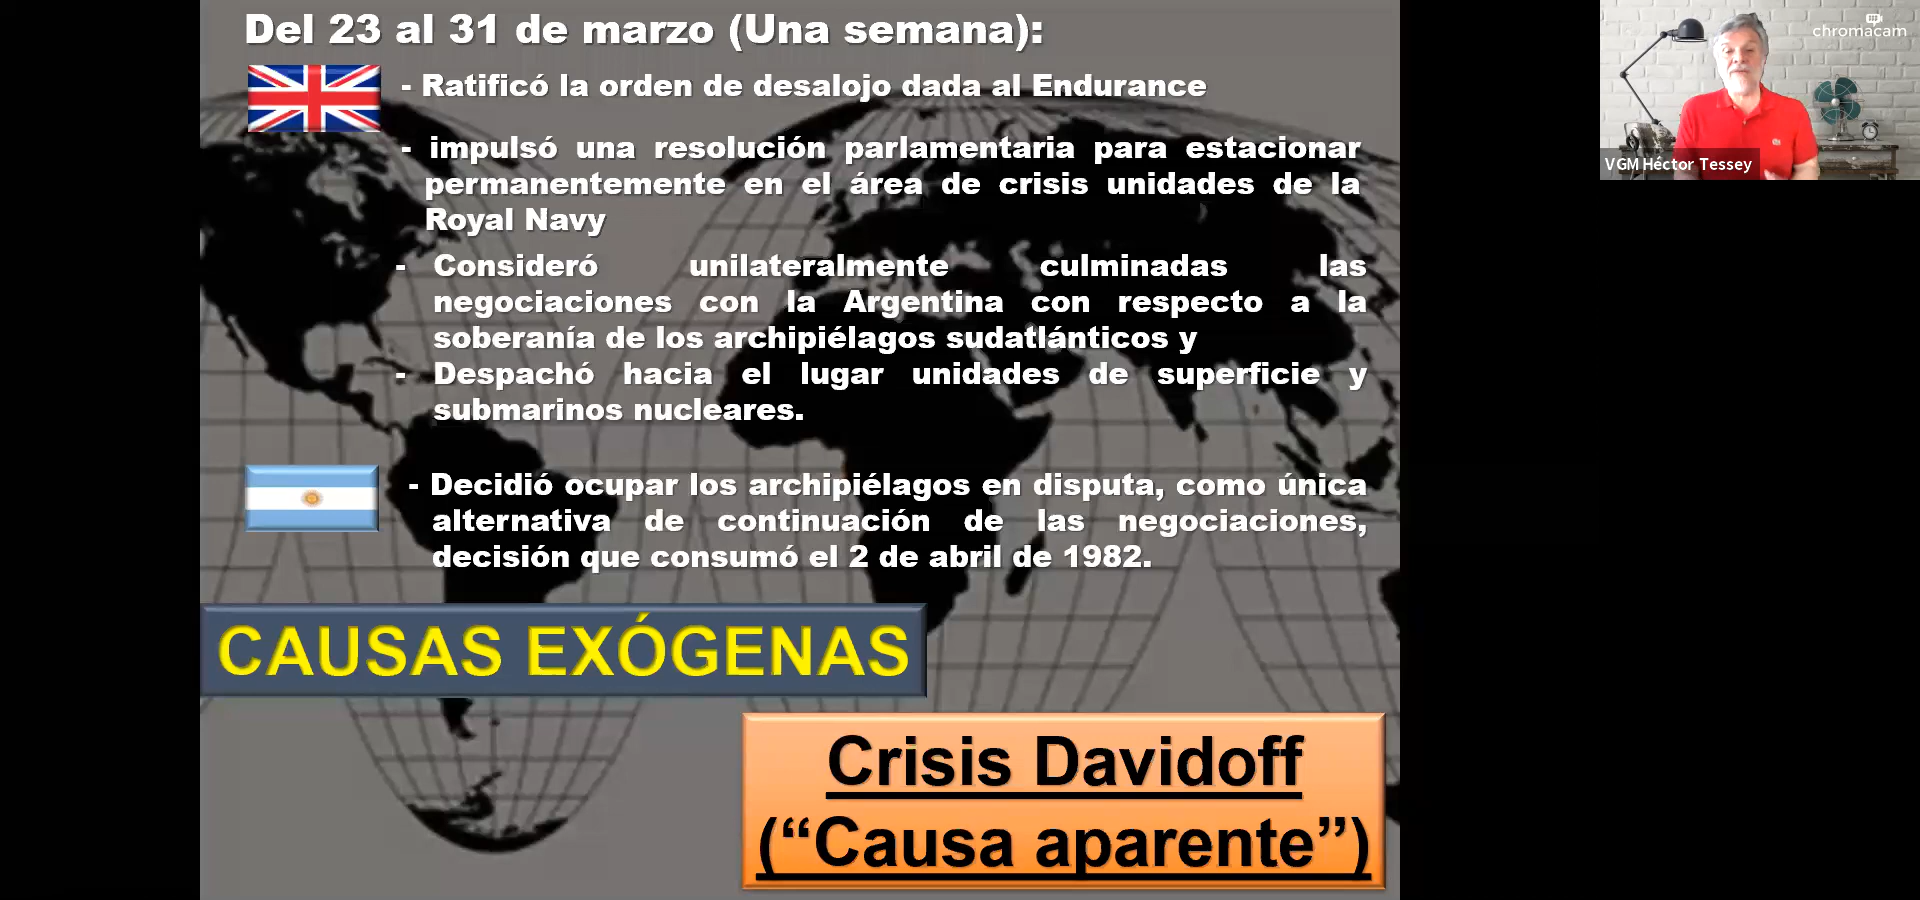 Del 23 al 31 de marzo (Una semana):
- Ratificó la orden de desalojo dada al Endurance
- impulsó una resolución parlamentaria para estacionar
permanentemente en el área de crisis unidades de la
Royal Navy
- Consideró unilateralmente culminadas las
negociaciones con la Argentina con respecto a la
soberanía de los archipiélagos sudatlánticos y
- Despachó hacia el lugar unidades de superficie y
submarinos nucleares.
- Decidió ocupar los archipiélagos en disputa, como única
alternativa de continuación de las negociaciones,
decisión que consumó el 2 de abril de 1982.
CAUSAS EXÓGENAS
Crisis Davidoff
(“Causa aparente”)
chromacam
VGM Héctor Tessey